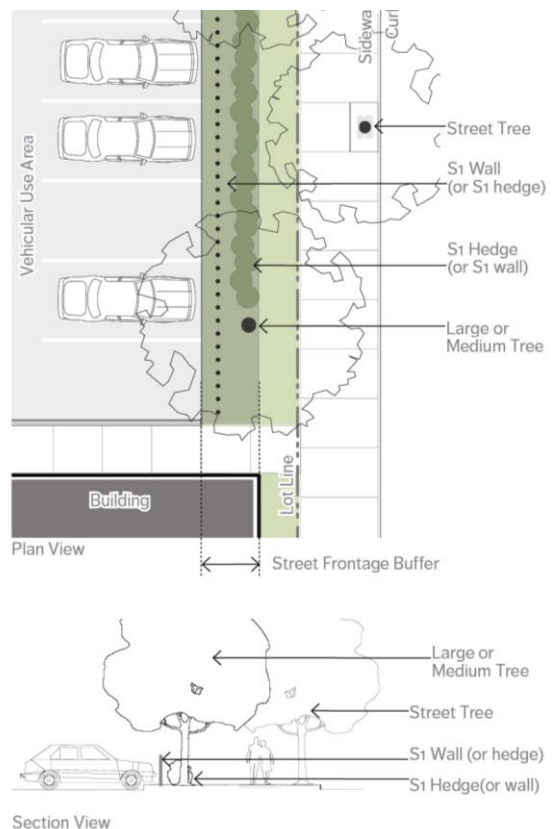 Sidewa
Curl
Street Tree
S1 Wall
(or S1 hedge)
Vehicular Use Area
S1 Hedge
(or S1 wall)
Large or
Medium Tree
Building
Lot Line
Plan View
Street Frontage Buffer
Large or
Medium Tree
Street Tree
S1 Wall (or hedge)
S1 Hedge(or wall)
Section View